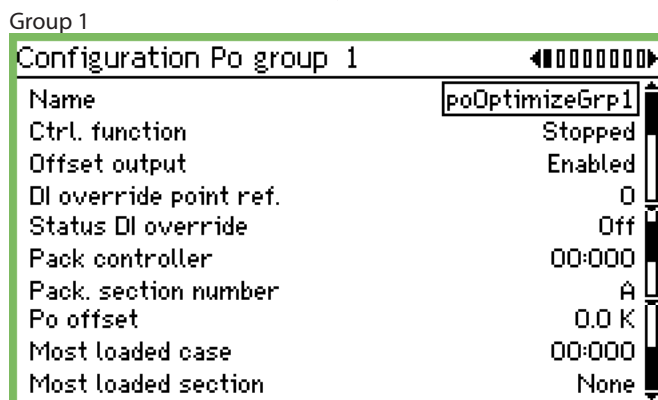 Group 1
Configuration Po group 1
Name poOptimizeGrp1
Ctrl. function Stopped
Offset output Enabled
DI override point ref. 0
Status DI override Off
Pack controller 00:000
Pack. section number A
Po offset 0.0 K
Most loaded case 00:000
Most loaded section None